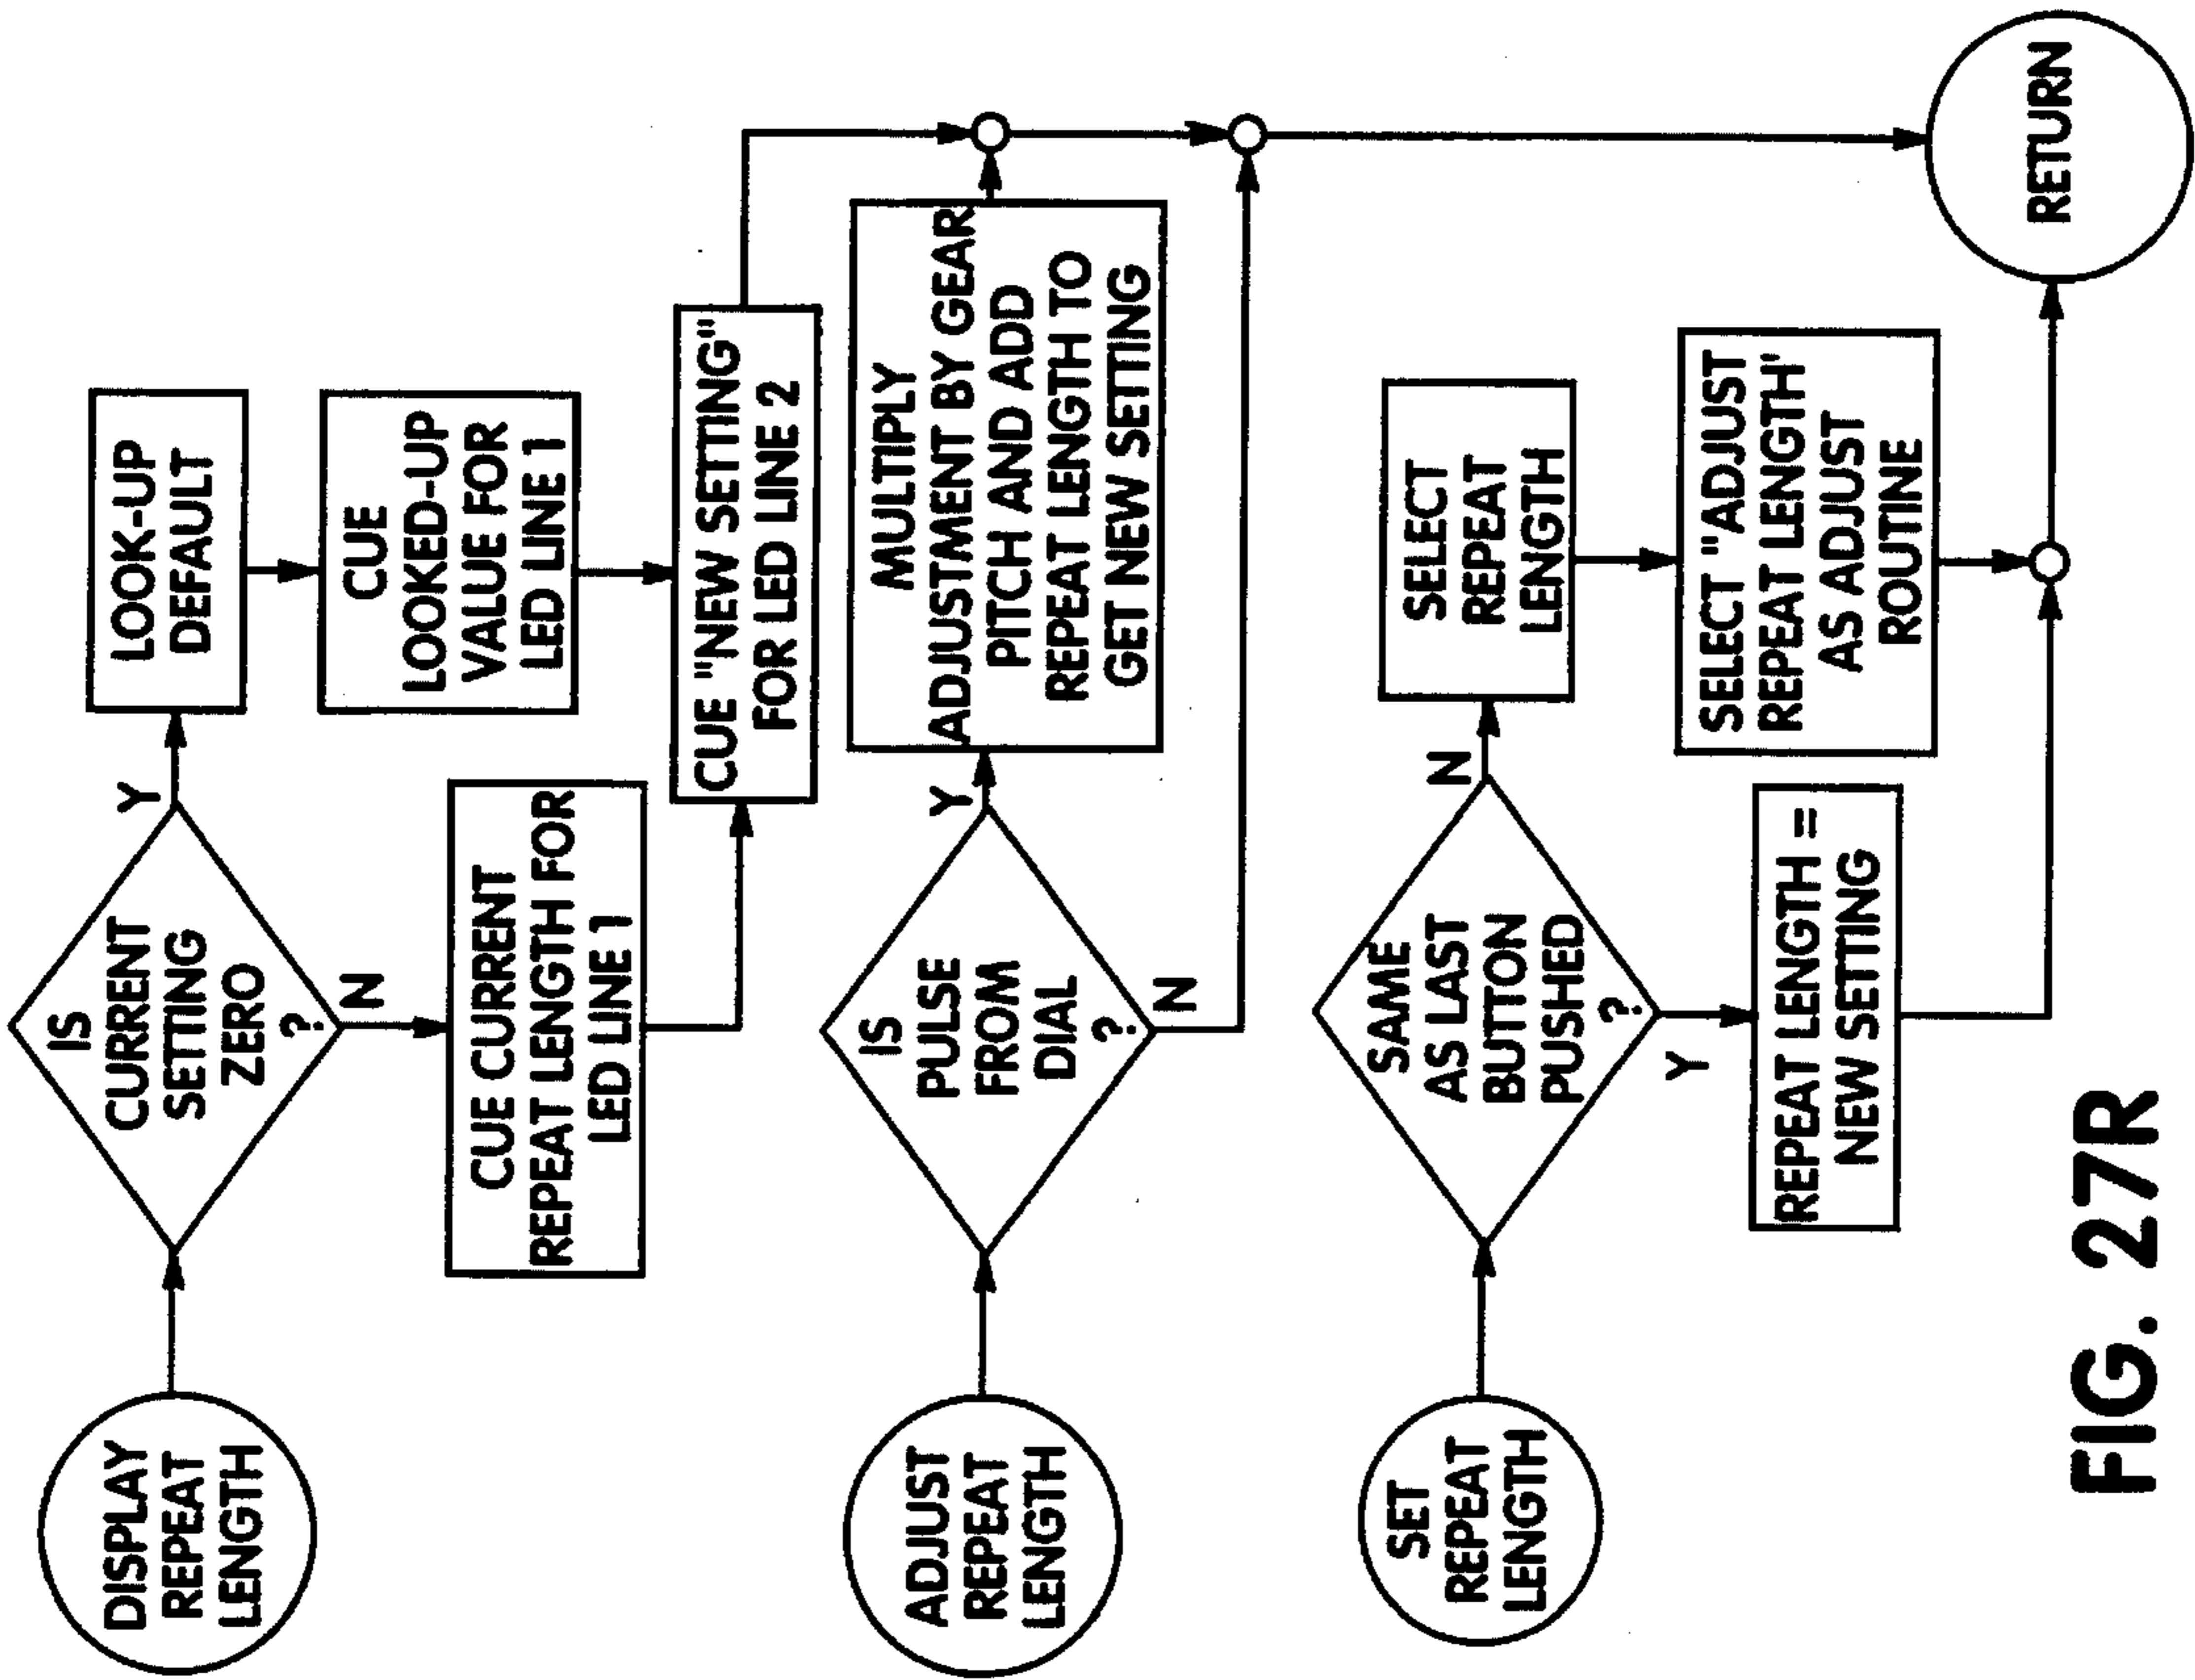 DISPLAY
REPEAT
LENGTH
IS
CURRENT
SETTING
ZERO
?
Y
N
LOOK-UP
DEFAULT
CUE
LOOKED-UP
VALUE FOR
LED LINE 1
CUE CURRENT
REPEAT LENGTH FOR
LED LINE 1
CUE "NEW SETTING"
FOR LED LINE 2
ADJUST
REPEAT
LENGTH
IS
PULSE
FROM
DIAL
?
Y
N
MULTIPLY
ADJUSTMENT BY GEAR
PITCH AND ADD
REPEAT LENGTH TO
GET NEW SETTING
SET
REPEAT
LENGTH
SAME
AS LAST
BUTTON
PUSHED
?
N
Y
SELECT
REPEAT
LENGTH
SELECT "ADJUST
REPEAT LENGTH'
AS ADJUST
ROUTINE
REPEAT LENGTH =
NEW SETTING
RETURN
FIG. 27R